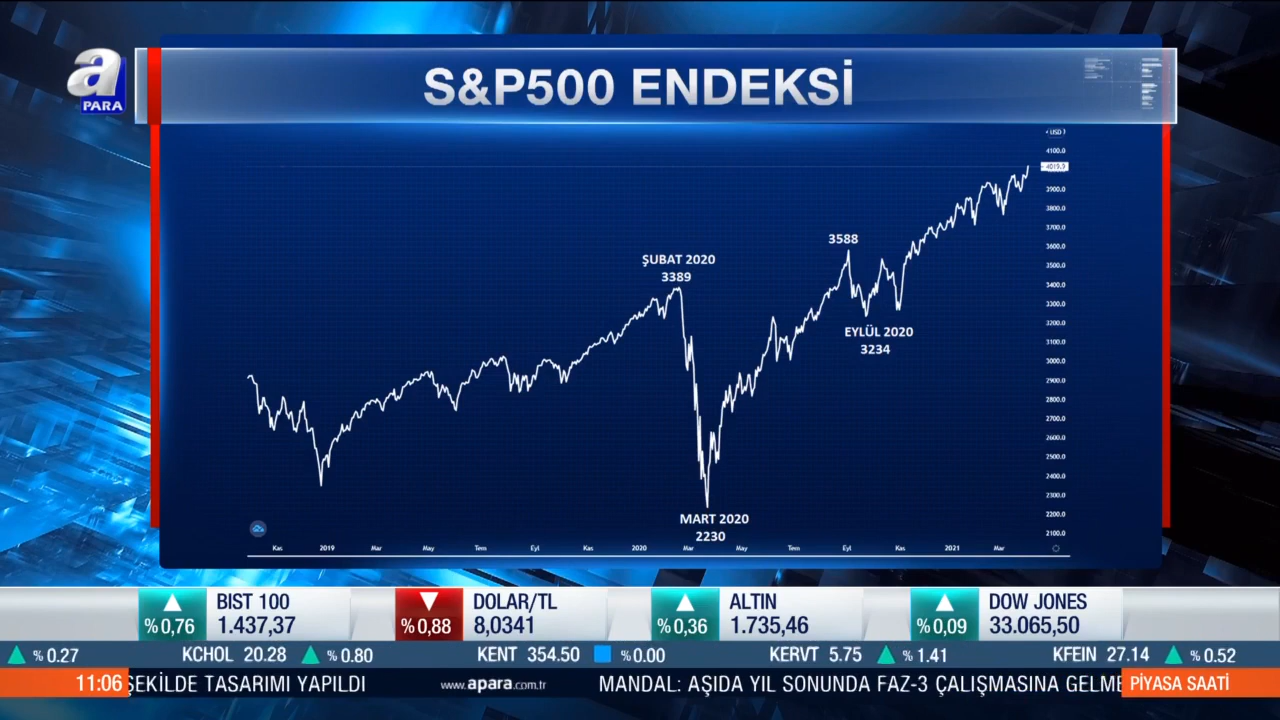 a
PARA
S&P500 ENDEKSİ
4100.0
4019.9
3900.0
3800.0
3700.0
3600.0
3500.0
3400.0
3300.0
3200.0
3100.0
3000.0
2900.0
2800.0
2700.0
2600.0
2500.0
2400.0
2300.0
2200.0
2100.0
3588
ŞUBAT 2020
3389
EYLÜL 2020
3234
MART 2020
2230
Kas 2019 Mar May Tem Eyl Kas 2020 Mar May Tem Eyl Kas 2021 Mar
%0,76 BIST 100 1.437,37
%0,88 DOLAR/TL 8,0341
%0,36 ALTIN 1.735,46
%0,09 DOW JONES 33.065,50
%0.27 KCHOL 20.28 %0.80 KENT 354.50 %0.00 KERVT 5.75 %1.41 KFEIN 27.14 %0.52
11:06 ŞEKİLDE TASARIMI YAPILDI www.apara.com.tr MANDAL: AŞIDA YIL SONUNDA FAZ-3 ÇALIŞMASINA GELME PİYASA SAATİ